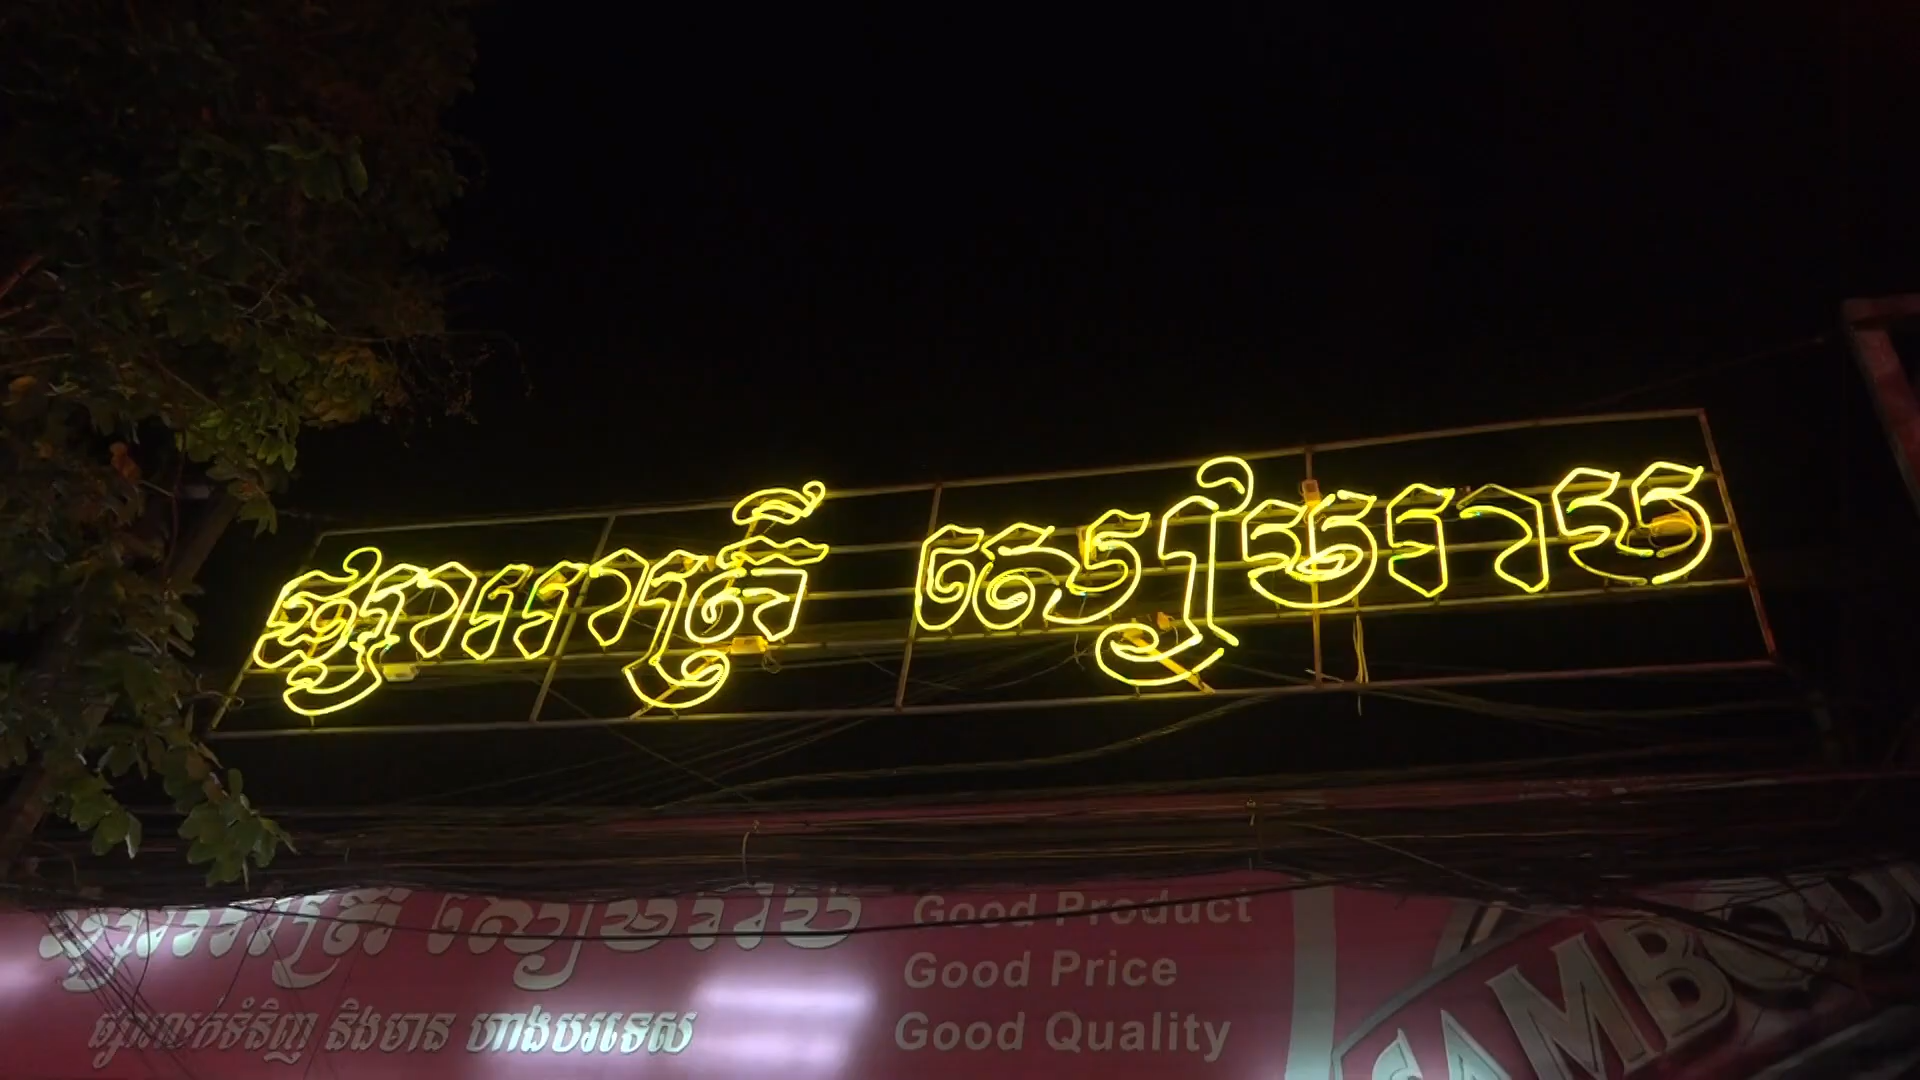 ផ្សាររាត្រី សៀមរាប
ផ្សាររាត្រី សៀមរាប
ផ្សារលក់ទំនិញ និងមាន ហាងបរទេស
Good Product
Good Price
Good Quality